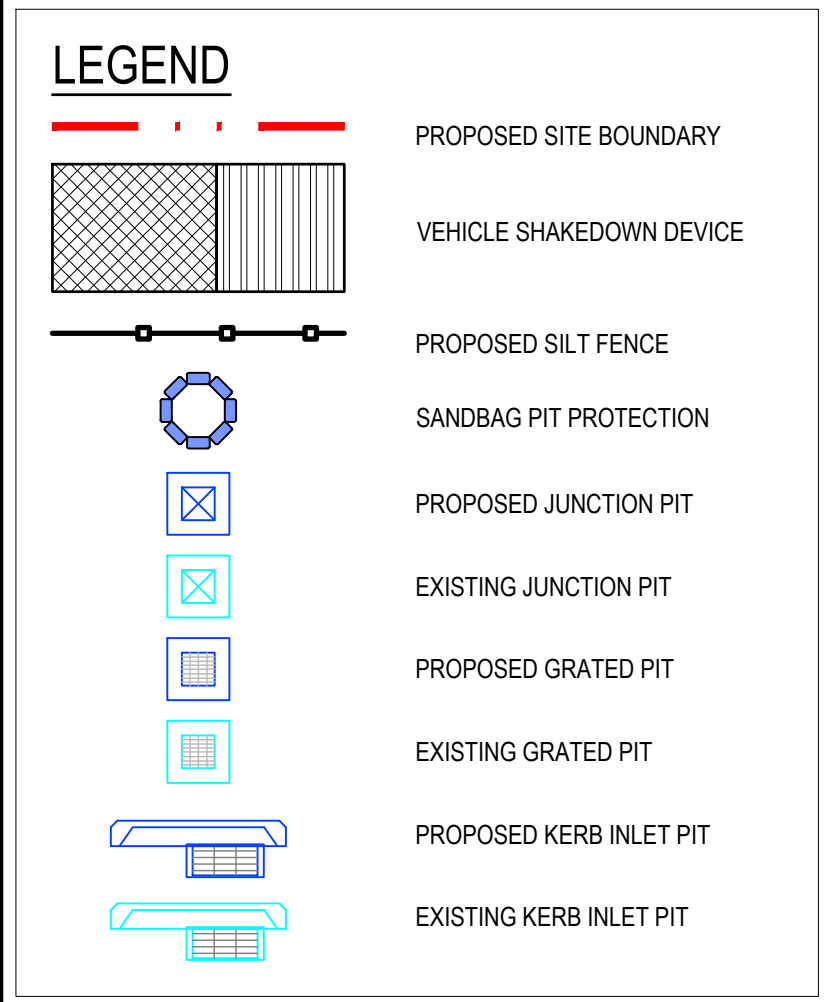 LEGEND
PROPOSED SITE BOUNDARY
VEHICLE SHAKEDOWN DEVICE
PROPOSED SILT FENCE
SANDBAG PIT PROTECTION
PROPOSED JUNCTION PIT
EXISTING JUNCTION PIT
PROPOSED GRATED PIT
EXISTING GRATED PIT
PROPOSED KERB INLET PIT
EXISTING KERB INLET PIT